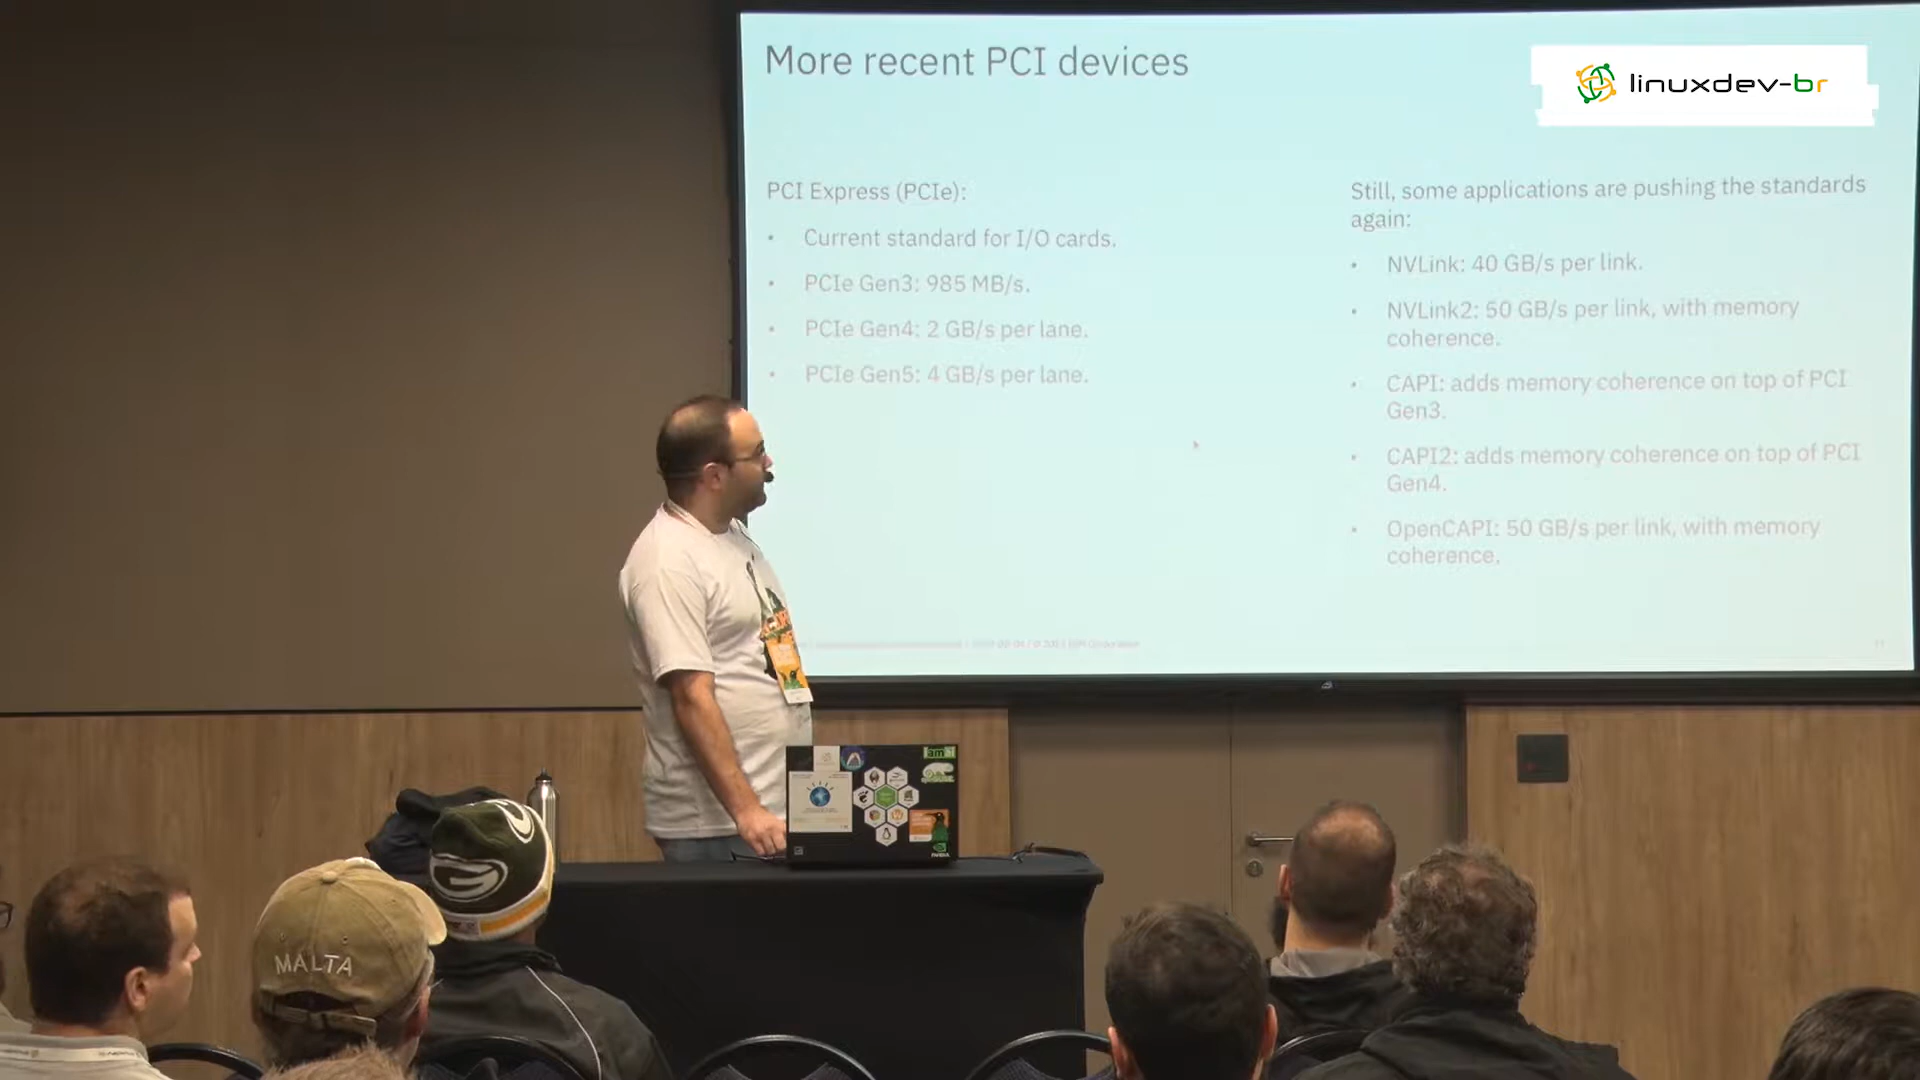 More recent PCI devices
linuxdev-br
PCI Express (PCIe):
• Current standard for I/O cards.
• PCIe Gen3: 985 MB/s.
• PCIe Gen4: 2 GB/s per lane.
• PCIe Gen5: 4 GB/s per lane.
Still, some applications are pushing the standards
again:
• NVLink: 40 GB/s per link.
• NVLink2: 50 GB/s per link, with memory
coherence.
• CAPI: adds memory coherence on top of PCI
Gen3.
• CAPI2: adds memory coherence on top of PCI
Gen4.
• OpenCAPI: 50 GB/s per link, with memory
coherence.
NVIDIA
MALTA